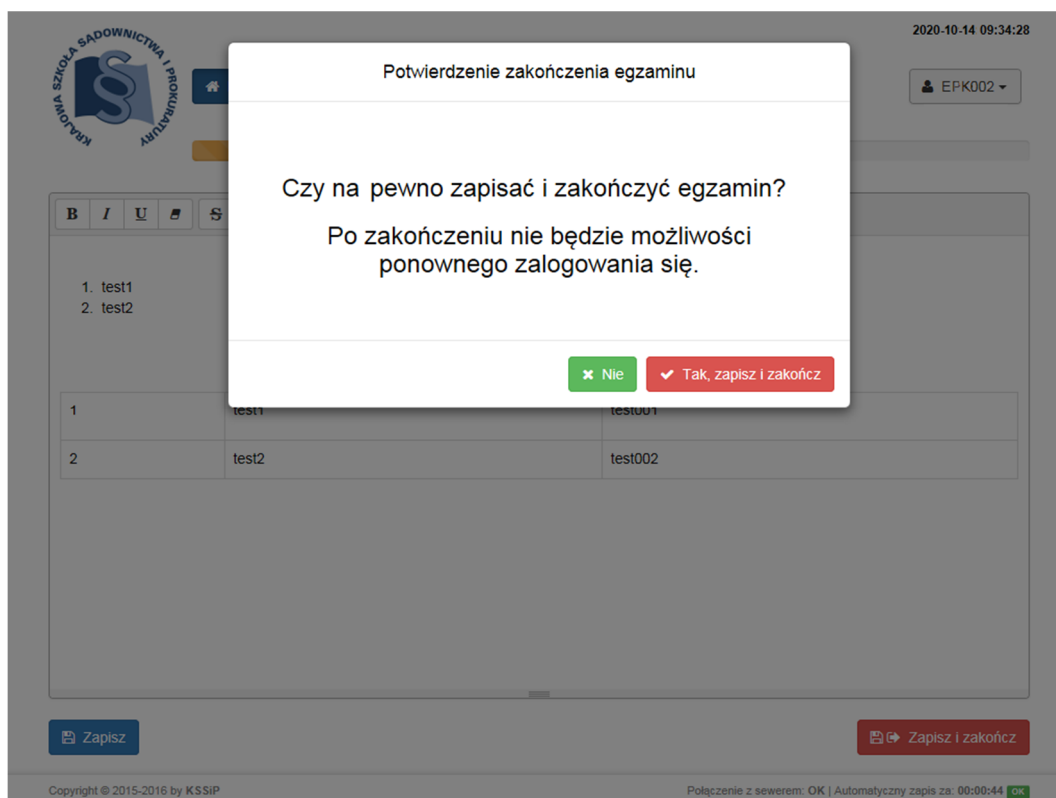 KRAJOWA SZKOŁA SĄDOWNICTWA I PROKURATURY
2020-10-14 09:34:28
EPK002
Potwierdzenie zakończenia egzaminu
Czy na pewno zapisać i zakończyć egzamin?
Po zakończeniu nie będzie możliwości
ponownego zalogowania się.
Nie
Tak, zapisz i zakończ
B I U S
1. test1
2. test2
1 test1 test001
2 test2 test002
Zapisz
Zapisz i zakończ
Copyright © 2015-2016 by KSSiP
Połączenie z sewerem: OK | Automatyczny zapis za: 00:00:44 OK